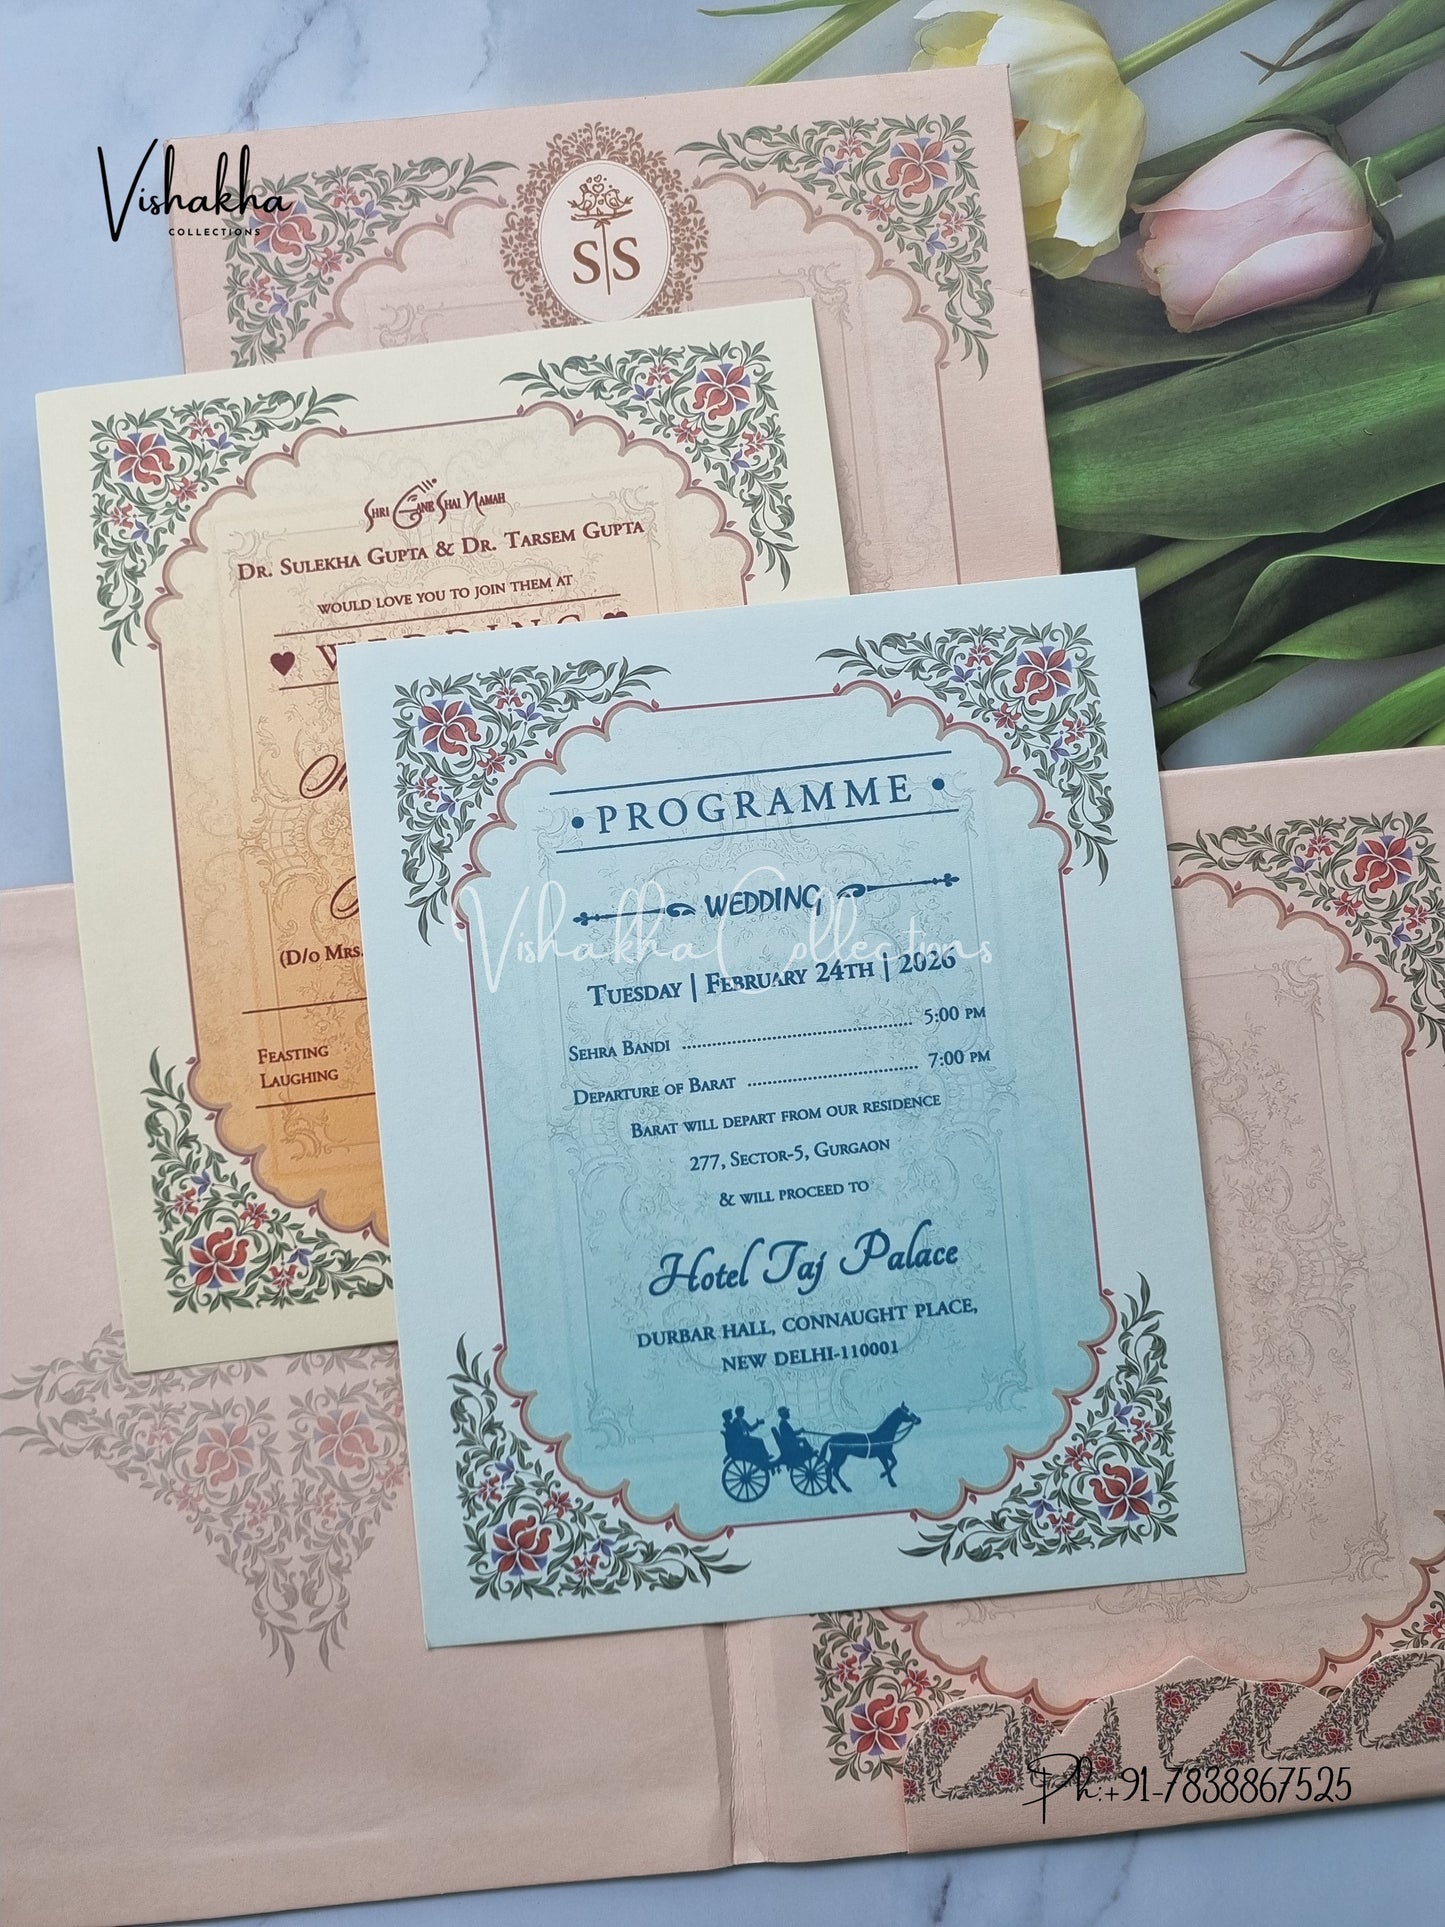 Vishakha
COLLECTIONS
S|S
Shri Gane Shai Namah
Dr. Sulekha Gupta & Dr. Tarsem Gupta
would love you to join them at
WEDDING
(D/o Mrs.
Feasting
Laughing
• PROGRAMME •
WEDDING
Vishakha Collections
Tuesday | February 24th | 2026
Sehra Bandi ........ 5:00 pm
Departure of Barat ........ 7:00 pm
Barat will depart from our residence
277, Sector-5, Gurgaon
& will proceed to
Hotel Taj Palace
DURBAR HALL, CONNAUGHT PLACE,
NEW DELHI-110001
Ph:+91-7838867525